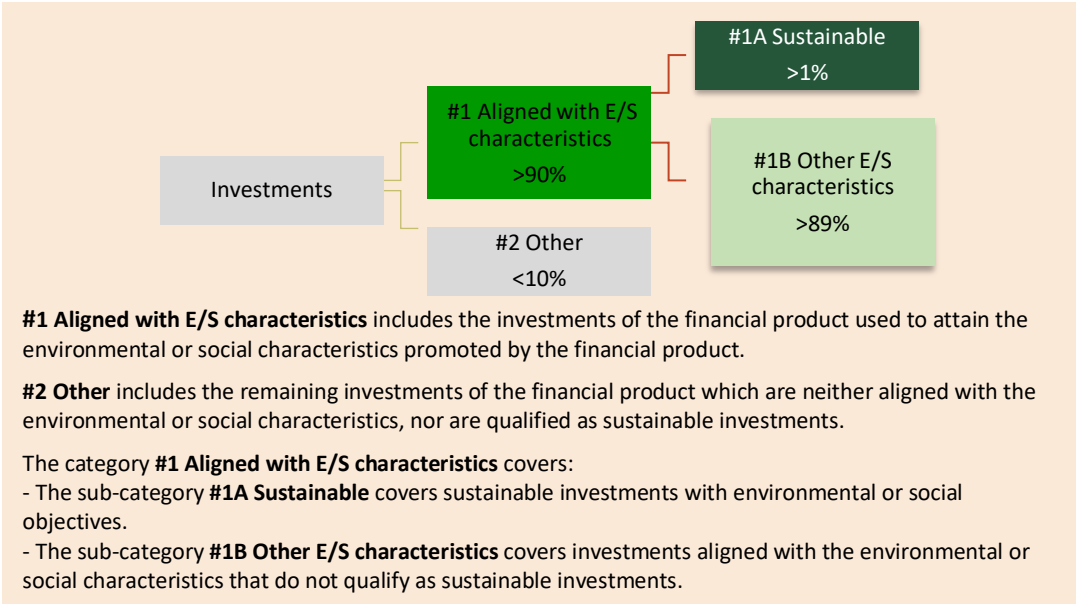 #1A Sustainable
>1%
#1 Aligned with E/S
characteristics
>90%
#1B Other E/S
characteristics
>89%
Investments
#2 Other
<10%
#1 Aligned with E/S characteristics includes the investments of the financial product used to attain the
environmental or social characteristics promoted by the financial product.
#2 Other includes the remaining investments of the financial product which are neither aligned with the
environmental or social characteristics, nor are qualified as sustainable investments.
The category #1 Aligned with E/S characteristics covers:
- The sub-category #1A Sustainable covers sustainable investments with environmental or social
objectives.
- The sub-category #1B Other E/S characteristics covers investments aligned with the environmental or
social characteristics that do not qualify as sustainable investments.